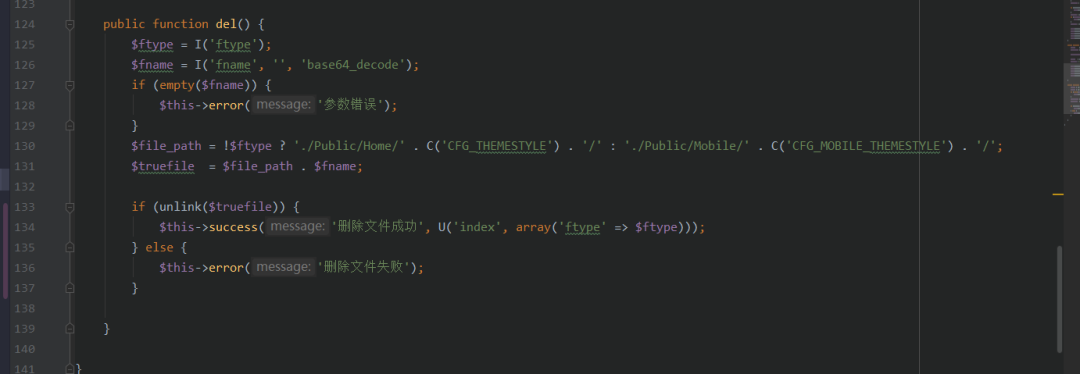 123
124 public function del() {
125 $ftype = I('ftype');
126 $fname = I('fname', '', 'base64_decode');
127 if (empty($fname)) {
128 $this->error( message: '参数错误');
129 }
130 $file_path = !$ftype ? './Public/Home/' . C('CFG_THEMESTYLE') . '/' : './Public/Mobile/' . C('CFG_MOBILE_THEMESTYLE') . '/';
131 $truefile  = $file_path . $fname;
132
133 if (unlink($truefile)) {
134 $this->success( message: '删除文件成功', U('index', array('ftype' => $ftype)));
135 } else {
136 $this->error( message: '删除文件失败');
137 }
138
139 }
140
141 }